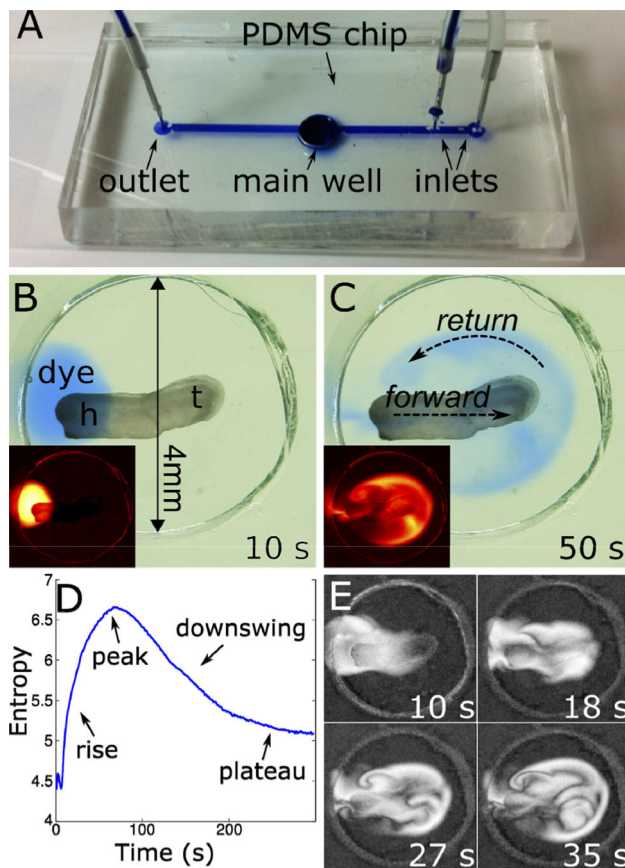 A
PDMS chip
outlet
main well
inlets
B
dye
h
t
4mm
10 s
C
return
forward
50 s
D
Entropy
7
6.5
6
5.5
5
4.5
4
0
100
200
Time (s)
rise
peak
downswing
plateau
E
10 s
18 s
27 s
35 s